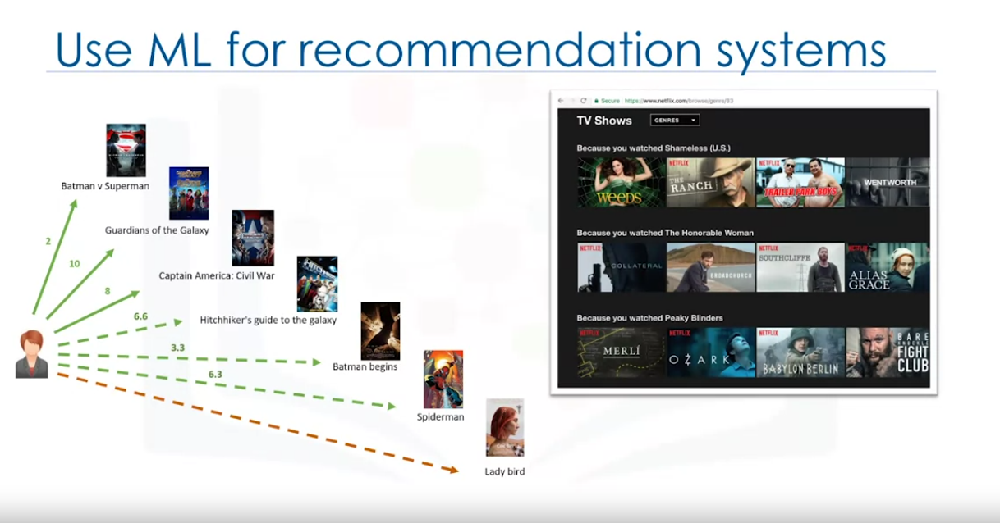 Use ML for recommendation systems
Batman v Superman
Guardians of the Galaxy
Captain America: Civil War
Hitchhiker's guide to the galaxy
Batman begins
Spiderman
Lady bird
2
10
8
6.6
3.3
6.3
Secure https://www.netflix.com/browse/genre/83
TV Shows GENRES
Because you watched Shameless (U.S.)
weeds
NETFLIX
THE
RANCH
NETFLIX
TRAILER PARK BOYS
WENTWORTH
Because you watched The Honorable Woman
NETFLIX
COLLATERAL
BROADCHURCH
NETFLIX
SOUTHCLIFFE
NETFLIX
ALIAS
GRACE
Because you watched Peaky Blinders
NETFLIX
MERLÍ
NETFLIX
OZARK
NETFLIX
BABYLON BERLIN
BARE
KNUCKLE
FIGHT
CLUB